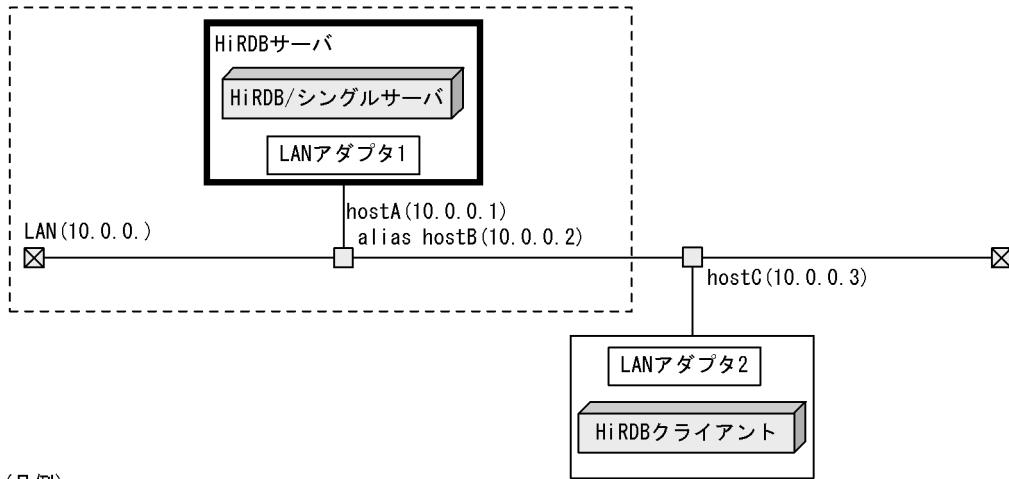 HiRDBサーバ
HiRDB/シングルサーバ
LANアダプタ1
hostA(10.0.0.1)
alias hostB(10.0.0.2)
LAN(10.0.0.)
hostC(10.0.0.3)
LANアダプタ2
HiRDBクライアント